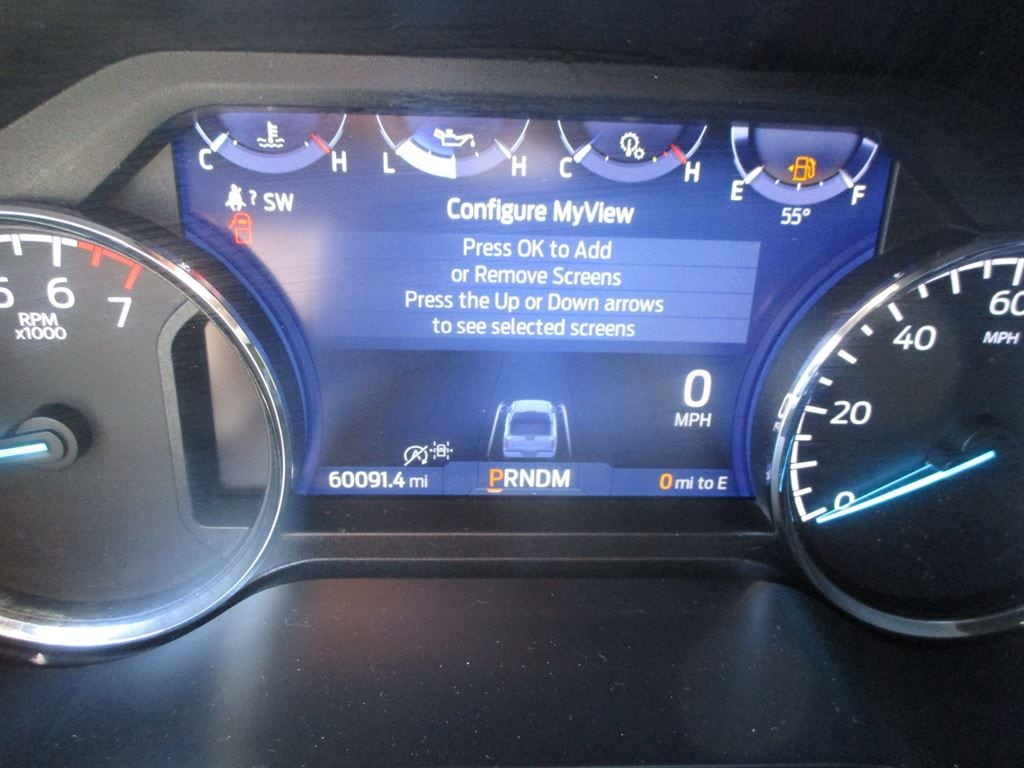 C H L H C H E F
? SW
55°
Configure MyView
Press OK to Add
or Remove Screens
Press the Up or Down arrows
to see selected screens
5 6 7
RPM
x1000
0
MPH
60091.4 mi
PRNDM
0 mi to E
0 20 40 60
MPH